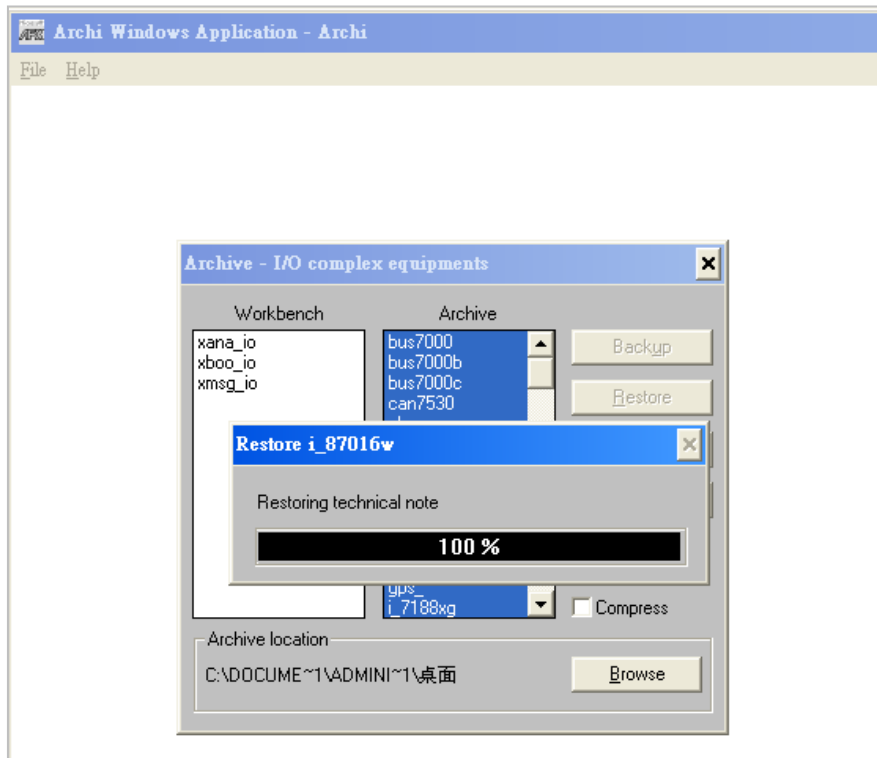 Archi Windows Application - Archi
File Help
Archive - I/O complex equipments
Workbench Archive
xana_io
xboo_io
xmsg_io
bus7000
bus7000b
bus7000c
can7530
Backup
Restore
Restore i_87016w
Restoring technical note
100 %
gps_
i_7188xg
Compress
Archive location
C:\DOCUME~1\ADMINI~1\桌面
Browse